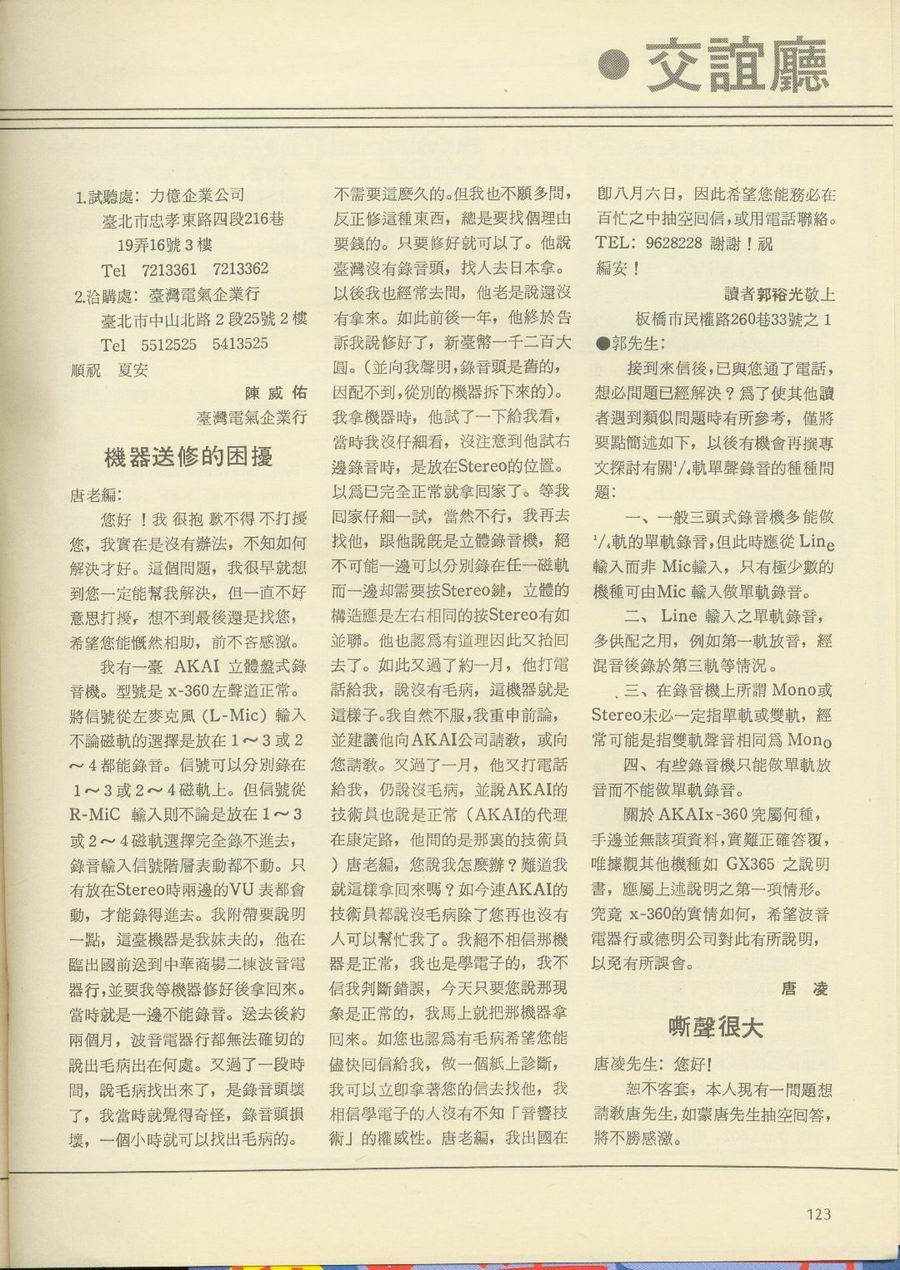 ●交誼廳
1.試聽處：力億企業公司
臺北市忠孝東路四段216巷
19弄16號3樓
Tel 7213361 7213362
2.洽購處：臺灣電氣企業行
臺北市中山北路2段25號2樓
Tel 5512525 5413525
順祝 夏安
陳威佑
臺灣電氣企業行
機器送修的困擾
唐老編：
您好！我很抱歉不得不打擾
您，我實在是沒有辦法，不知如何
解決才好。這個問題，我很早就想
到您一定能幫我解決，但一直不好
意思打擾，想不到最後還是找您，
希望您能慨然相助，前不吝感激。
我有一臺 AKAI 立體盤式錄
音機。型號是 x-360左聲道正常。
將信號從左麥克風（L-Mic）輸入
不論磁軌的選擇是放在1～3或2
～4都能錄音。信號可以分別錄在
1～3或2～4磁軌上。但信號從
R-MiC 輸入則不論是放在1～3
或2～4磁軌選擇完全錄不進去，
錄音輸入信號階層表動都不動。只
有放在Stereo時兩邊的VU表都會
動，才能錄得進去。我附帶要說明
一點，這臺機器是我妹夫的，他在
臨出國前送到中華商場二棟波音電
器行，並要我等機器修好後拿回來。
當時就是一邊不能錄音。送去後約
兩個月，波音電器行都無法確切的
說出毛病出在何處。又過了一段時
間，說毛病找出來了，是錄音頭壞
了，我當時就覺得奇怪，錄音頭損
壞，一個小時就可以找出毛病的。
不需要這麼久的。但我也不願多問，
反正修這種東西，總是要找個理由
要錢的。只要修好就可以了。他說
臺灣沒有錄音頭，找人去日本拿。
以後我也經常去問，他老是說還沒
有拿來。如此前後一年，他終於告
訴我說修好了，新臺幣一千二百大
圓。（並向我聲明，錄音頭是舊的，
因配不到，從別的機器拆下來的）。
我拿機器時，他試了一下給我看，
當時我沒仔細看，沒注意到他試右
邊錄音時，是放在Stereo的位置。
以爲已完全正常就拿回家了。等我
回家仔細一試，當然不行，我再去
找他，跟他說旣是立體錄音機，絕
不可能一邊可以分別錄在任一磁軌
而一邊却需要按Stereo鍵，立體的
構造應是左右相同的按Stereo有如
並聯。他也認爲有道理因此又抬回
去了。如此又過了約一月，他打電
話給我，說沒有毛病，這機器就是
這樣子。我自然不服，我重申前論，
並建議他向AKAI公司請敎，或向
您請敎。又過了一月，他又打電話
給我，仍說沒毛病，並說AKAI的
技術員也說是正常（AKAI的代理
在康定路，他問的是那裏的技術員
）唐老編，您說我怎麽辦？難道我
就這樣拿回來嗎？如今連AKAI的
技術員都說沒毛病除了您再也沒有
人可以幫忙我了。我絕不相信那機
器是正常，我也是學電子的，我不
信我判斷錯誤，今天只要您說那現
象是正常的，我馬上就把那機器拿
回來。如您也認爲有毛病希望您能
儘快回信給我，做一個紙上診斷，
我可以立卽拿著您的信去找他，我
相信學電子的人沒有不知「音響技
術」的權威性。唐老編，我出國在
卽八月六日，因此希望您能務必在
百忙之中抽空回信，或用電話聯絡。
TEL：9628228 謝謝！祝
編安！
讀者郭裕光敬上
板橋市民權路260巷33號之1
●郭先生：
接到來信後，已與您通了電話，
想必問題已經解決？爲了使其他讀
者遇到類似問題時有所參考，僅將
要點簡述如下，以後有機會再撰專
文探討有關¹/₄軌單聲錄音的種種問
題：
一、一般三頭式錄音機多能做
¹/₄軌的單軌錄音，但此時應從 Line
輸入而非 Mic輸入，只有極少數的
機種可由Mic 輸入做單軌錄音。
二、 Line 輸入之單軌錄音，
多供配之用，例如第一軌放音，經
混音後錄於第三軌等情況。
三、在錄音機上所謂 Mono或
Stereo未必一定指單軌或雙軌，經
常可能是指雙軌聲音相同爲 Mono
四、有些錄音機只能做單軌放
音而不能做單軌錄音。
關於 AKAIx-360究屬何種，
手邊並無該項資料，實難正確答覆，
唯據觀其他機種如 GX365 之說明
書，應屬上述說明之第一項情形。
究竟 x-360的實情如何，希望波音
電器行或德明公司對此有所說明，
以免有所誤會。
唐凌
嘶聲很大
唐凌先生：您好！
恕不客套，本人現有一問題想
請敎唐先生，如蒙唐先生抽空回答，
將不勝感激。
123